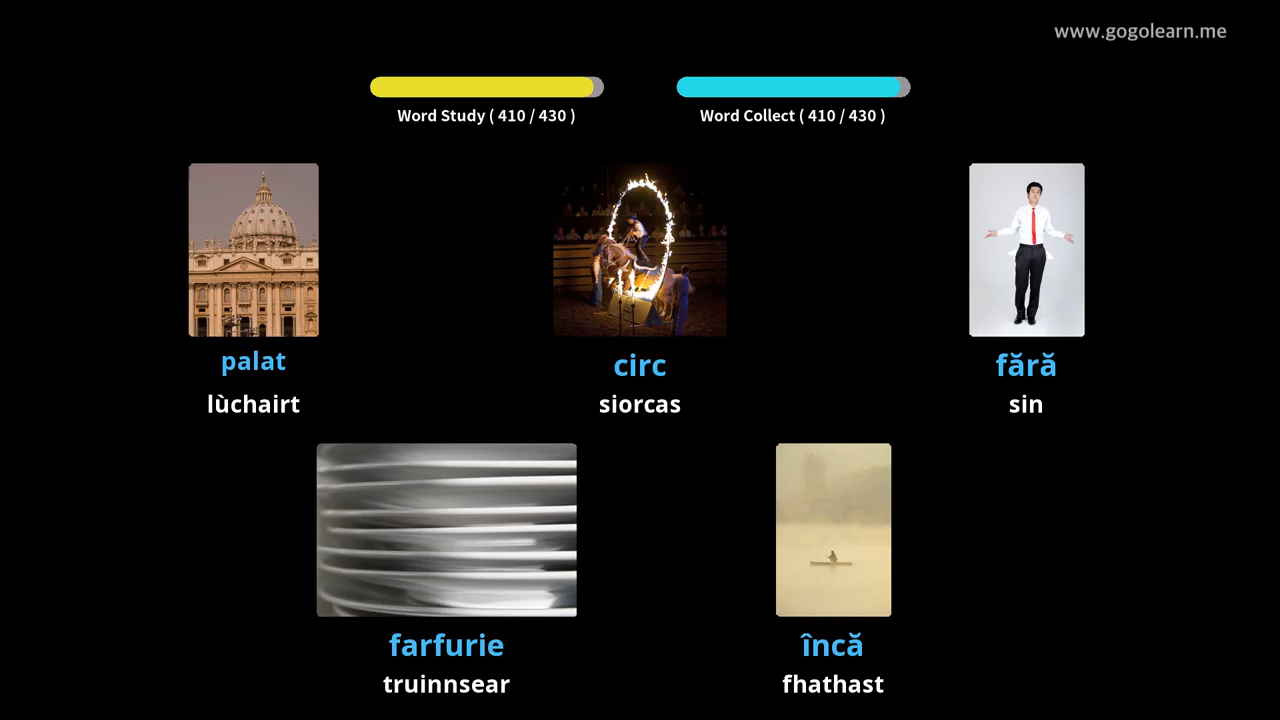 www.gogolearn.me
Word Study ( 410 / 430 )
Word Collect ( 410 / 430 )
palat
lùchairt
circ
siorcas
fără
sin
farfurie
truinnsear
încă
fhathast